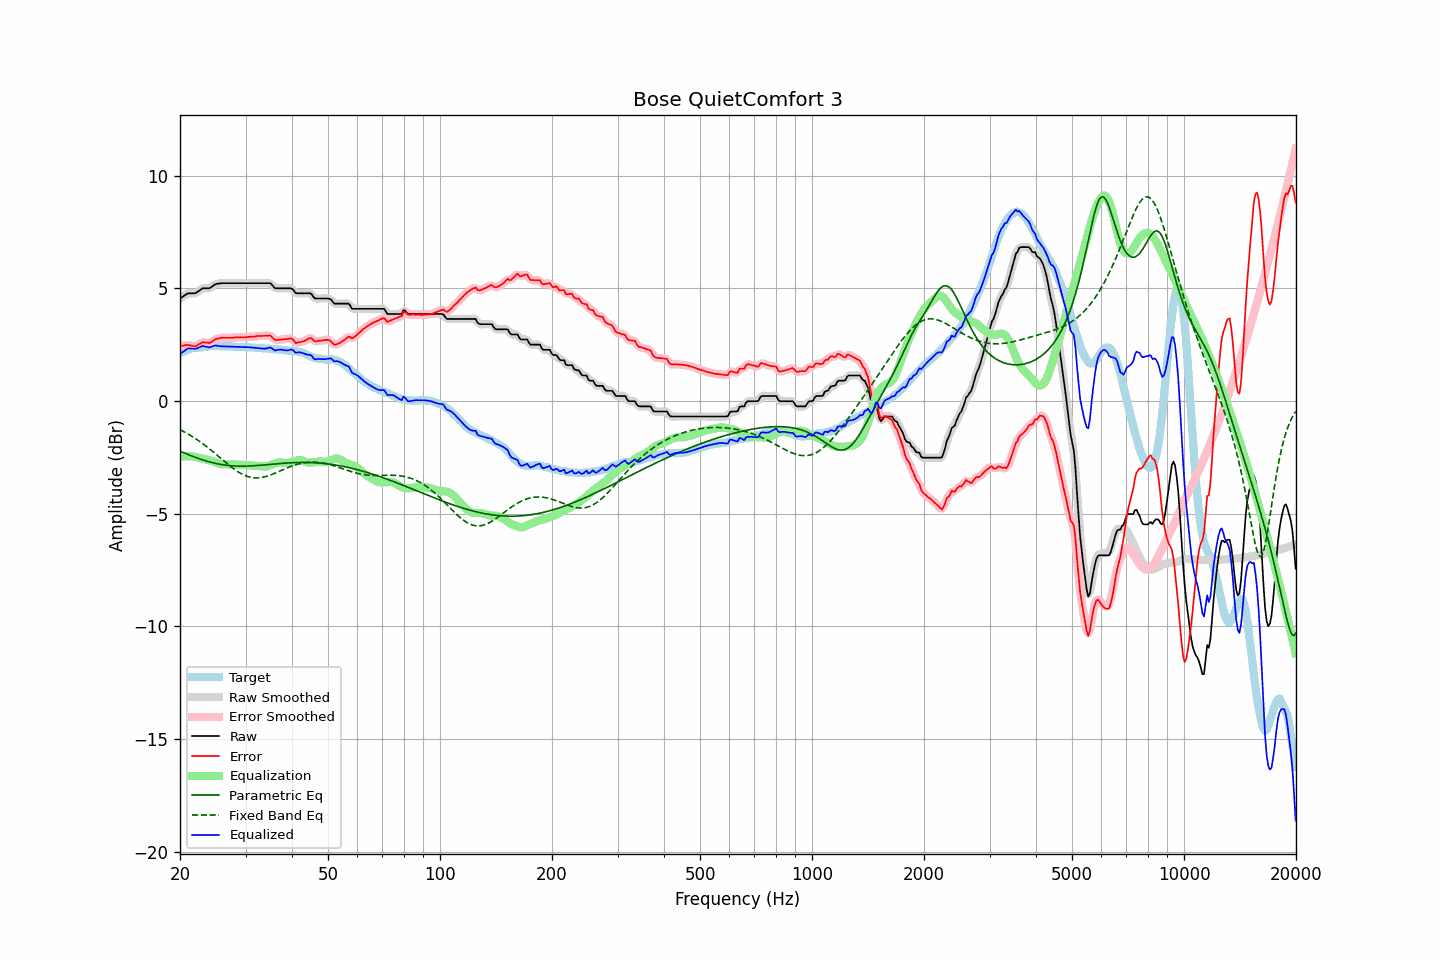 Bose QuietComfort 3
Amplitude (dBr)
10
5
0
−5
−10
−15
−20
Target
Raw Smoothed
Error Smoothed
Raw
Error
Equalization
Parametric Eq
Fixed Band Eq
Equalized
20 50 100 200 500 1000 2000 5000 10000 20000
Frequency (Hz)